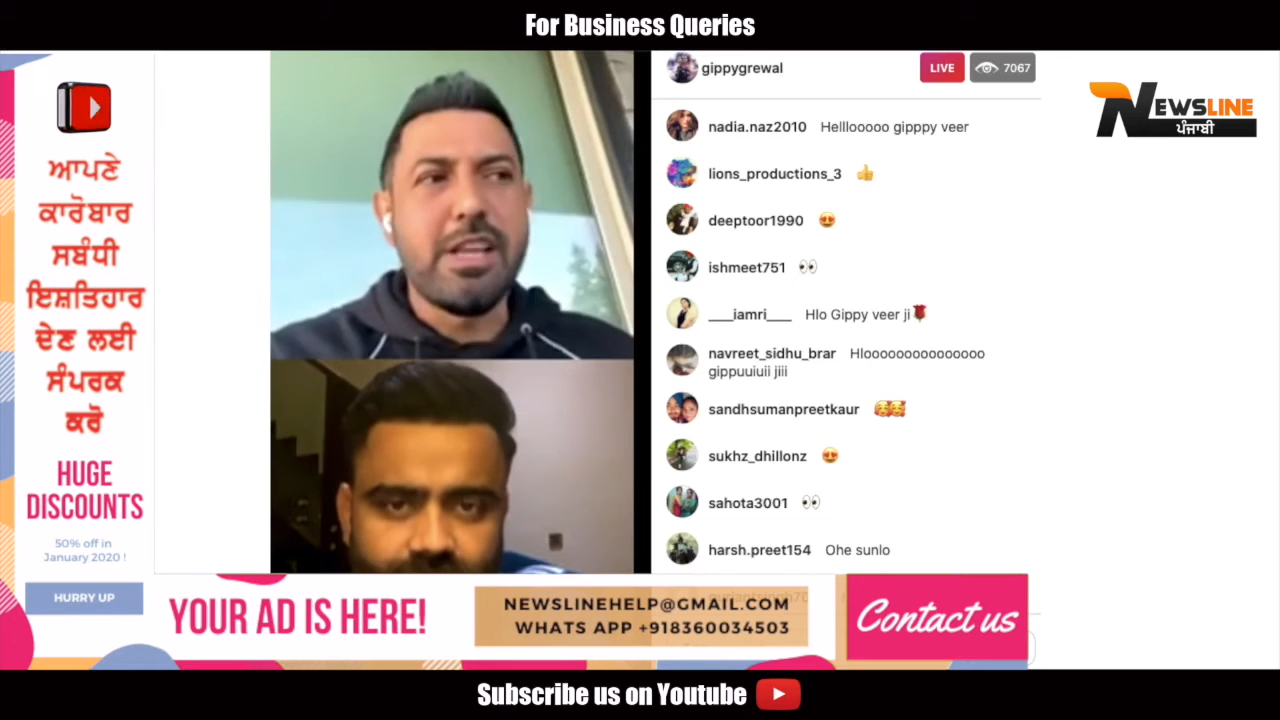 For Business Queries
ਆਪਣੇ
ਕਾਰੋਬਾਰ
ਸਬੰਧੀ
ਇਸ਼ਤਿਹਾਰ
ਦੇਣ ਲਈ
ਸੰਪਰਕ
ਕਰੋ
HUGE
DISCOUNTS
50% off in
January 2020 !
HURRY UP
gippygrewal
LIVE
7067
nadia.naz2010 Hellloooo gipppy veer
lions_productions_3 👍
deeptoor1990 😍
ishmeet751 👀
____iamri____ Hlo Gippy veer ji🌹
navreet_sidhu_brar Hlooooooooooooooo
gippuuiuii jiii
sandhsumanpreetkaur 🥰🥰
sukhz_dhillonz 😍
sahota3001 👀
harsh.preet154 Ohe sunlo
NEWSLINE
ਪੰਜਾਬੀ
YOUR AD IS HERE!
NEWSLINEHELP@GMAIL.COM
WHATS APP +918360034503
Contact us
Subscribe us on Youtube